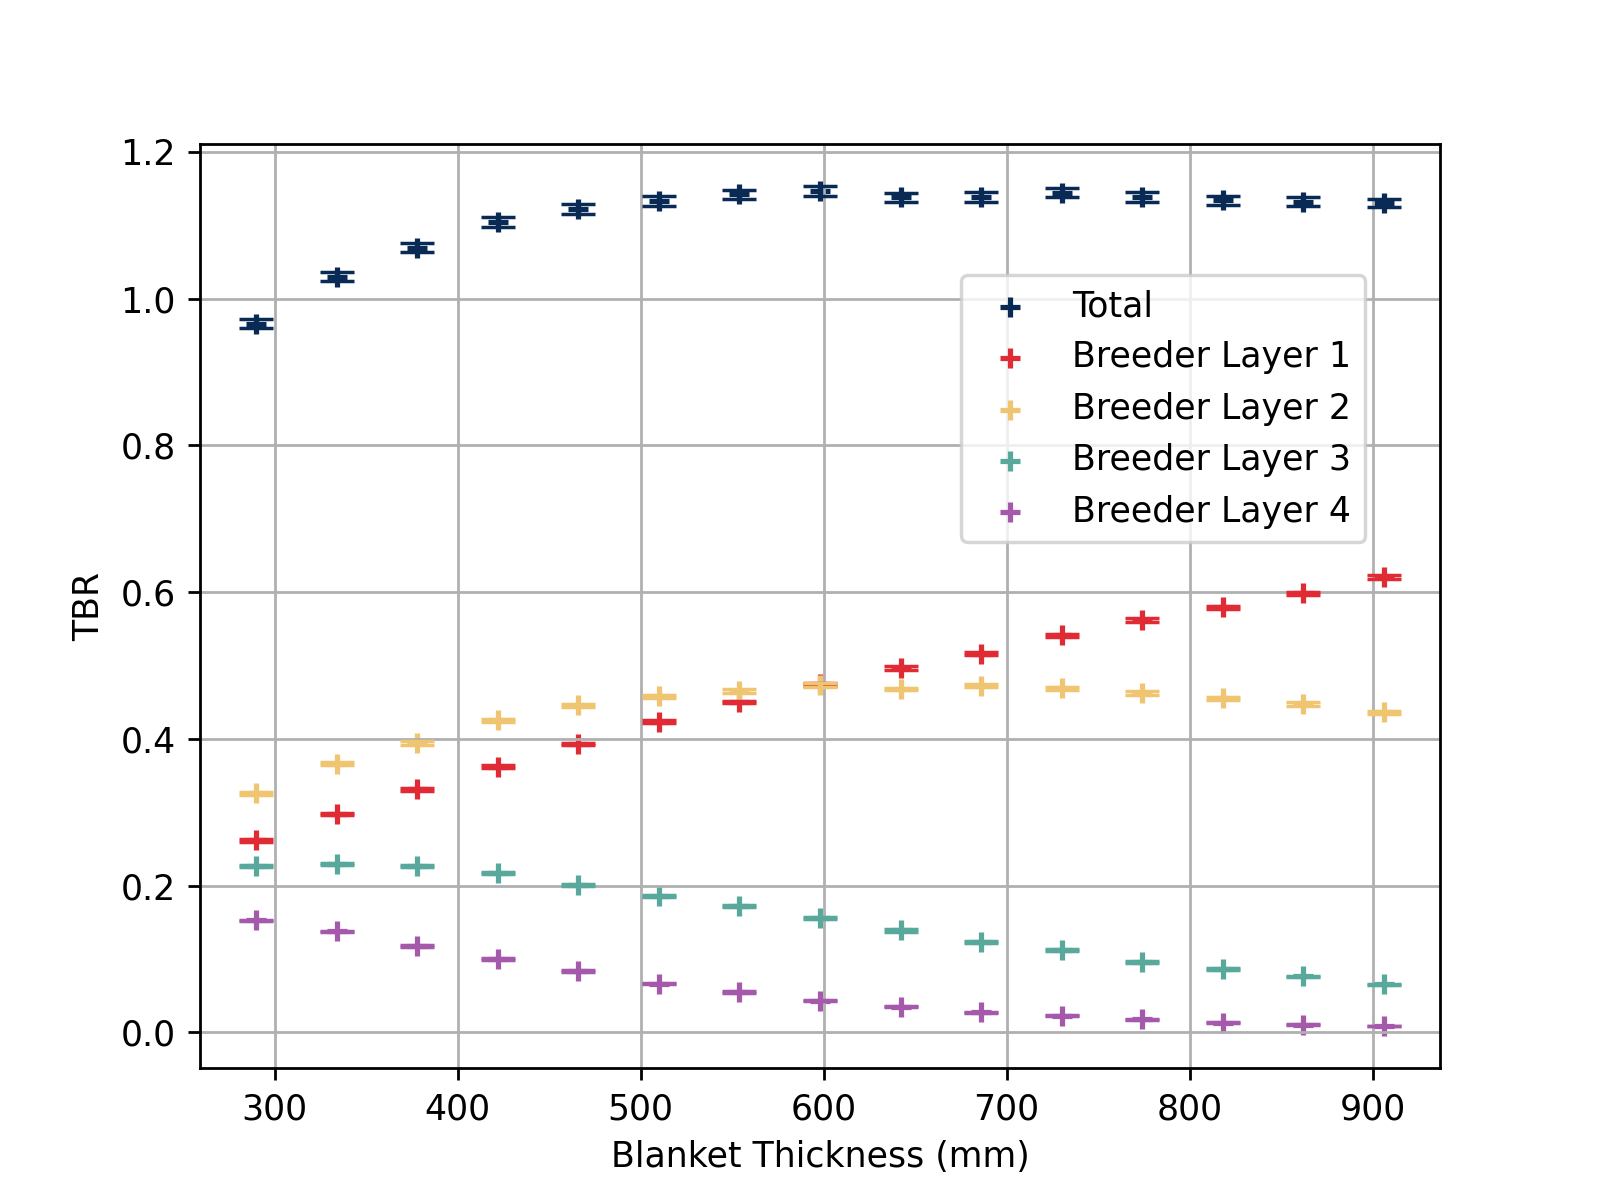 1.2
1.0
0.8
0.6
0.4
0.2
0.0
TBR
Total
Breeder Layer 1
Breeder Layer 2
Breeder Layer 3
Breeder Layer 4
300 400 500 600 700 800 900
Blanket Thickness (mm)